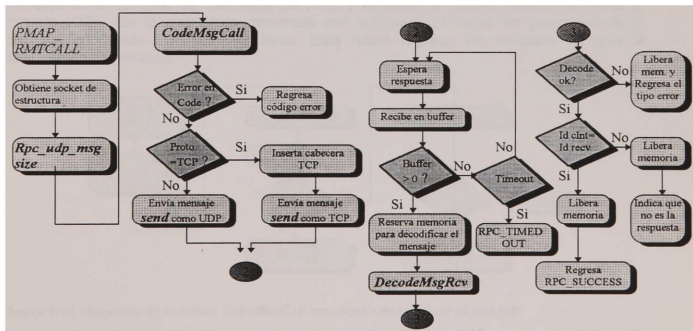 PMAP_
RMTCALL
Obtiene socket de
estructura
Rpc_udp_msg
size
CodeMsgCall
Error en
Code ?
Si
Regresa
código error
No
Proto
=TCP ?
Si
Inserta cabecera
TCP
No
Envía mensaje
send como UDP
Envía mensaje
send como TCP
2
2
Espera
respuesta
Recibe en buffer
Buffer
> 0 ?
No
Timeout
No
Si
Si
Reserva memoria
para decodificar el
mensaje
RPC_TIMED
OUT
DecodeMsgRcv
3
3
Decode
ok?
No
Libera
mem. y
Regresa el
tipo error
Si
Id clnt=
Id recv.
No
Libera
memoria
Si
Libera
memoria
Indica que
no es la
respuesta
Regresa
RPC_SUCCESS